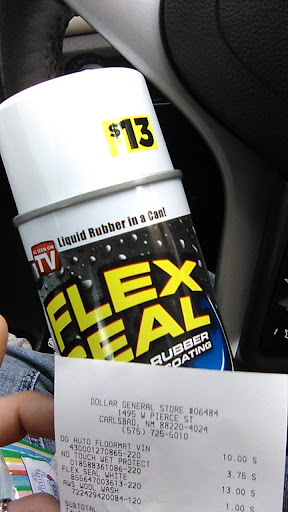 $13
Liquid Rubber in a Can!
AS SEEN ON
TV
FLEX
SEAL
RUBBER
COATING
DOLLAR GENERAL STORE #06484
1495 W PIERCE ST
CARLSBAD, NM 88220-4024
(575) 725-5010
DG AUTO FLOORMAT VIN
430001270865-220 10.00 S
NO TOUCH WET PROTECT
018588361086-220 3.75 S
FLEX SEAL WHITE
855647003613-220 13.00 S
AWS WOOL WASH
722429420084-120 1.00 S
SUBTOTAL